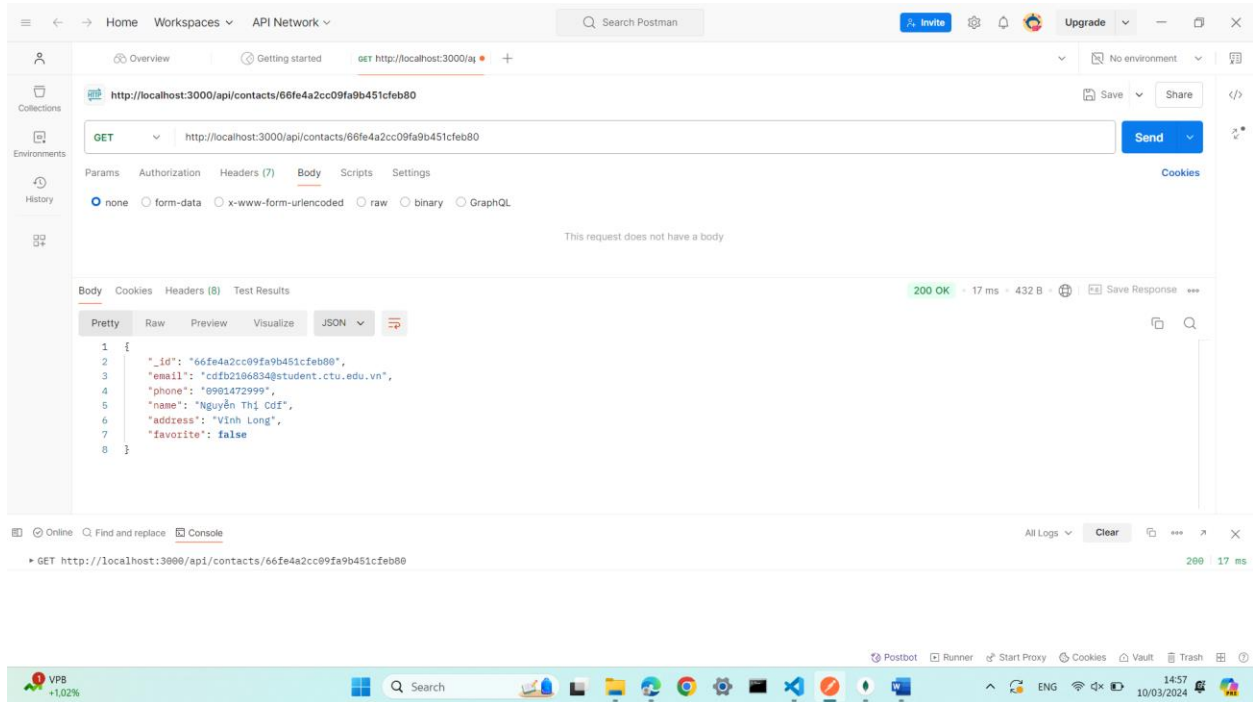 Home Workspaces API Network Search Postman Invite Upgrade
Overview Getting started GET http://localhost:3000/ap No environment
Collections
http://localhost:3000/api/contacts/66fe4a2cc09fa9b451cfeb80 Save Share
Environments
GET http://localhost:3000/api/contacts/66fe4a2cc09fa9b451cfeb80 Send
History
Params Authorization Headers (7) Body Scripts Settings Cookies
none form-data x-www-form-urlencoded raw binary GraphQL
This request does not have a body
Body Cookies Headers (8) Test Results 200 OK 17 ms 432 B Save Response
Pretty Raw Preview Visualize JSON
1 {
2 "_id": "66fe4a2cc09fa9b451cfeb80",
3 "email": "cdfb2106834@student.ctu.edu.vn",
4 "phone": "0901472999",
5 "name": "Nguyễn Thị Cdf",
6 "address": "Vĩnh Long",
7 "favorite": false
8 }
Online Find and replace Console All Logs Clear
GET http://localhost:3000/api/contacts/66fe4a2cc09fa9b451cfeb80 200 17 ms
Postbot Runner Start Proxy Cookies Vault Trash
1 VPB
+1,02%
Search
ENG
14:57
10/03/2024